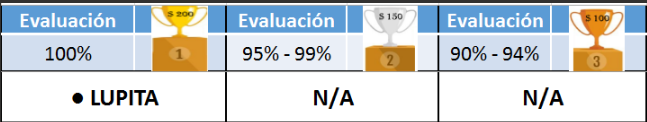 Evaluación $ 200 Evaluación $ 150 Evaluación $ 100
100% 1 95% - 99% 2 90% - 94% 3
• LUPITA N/A N/A